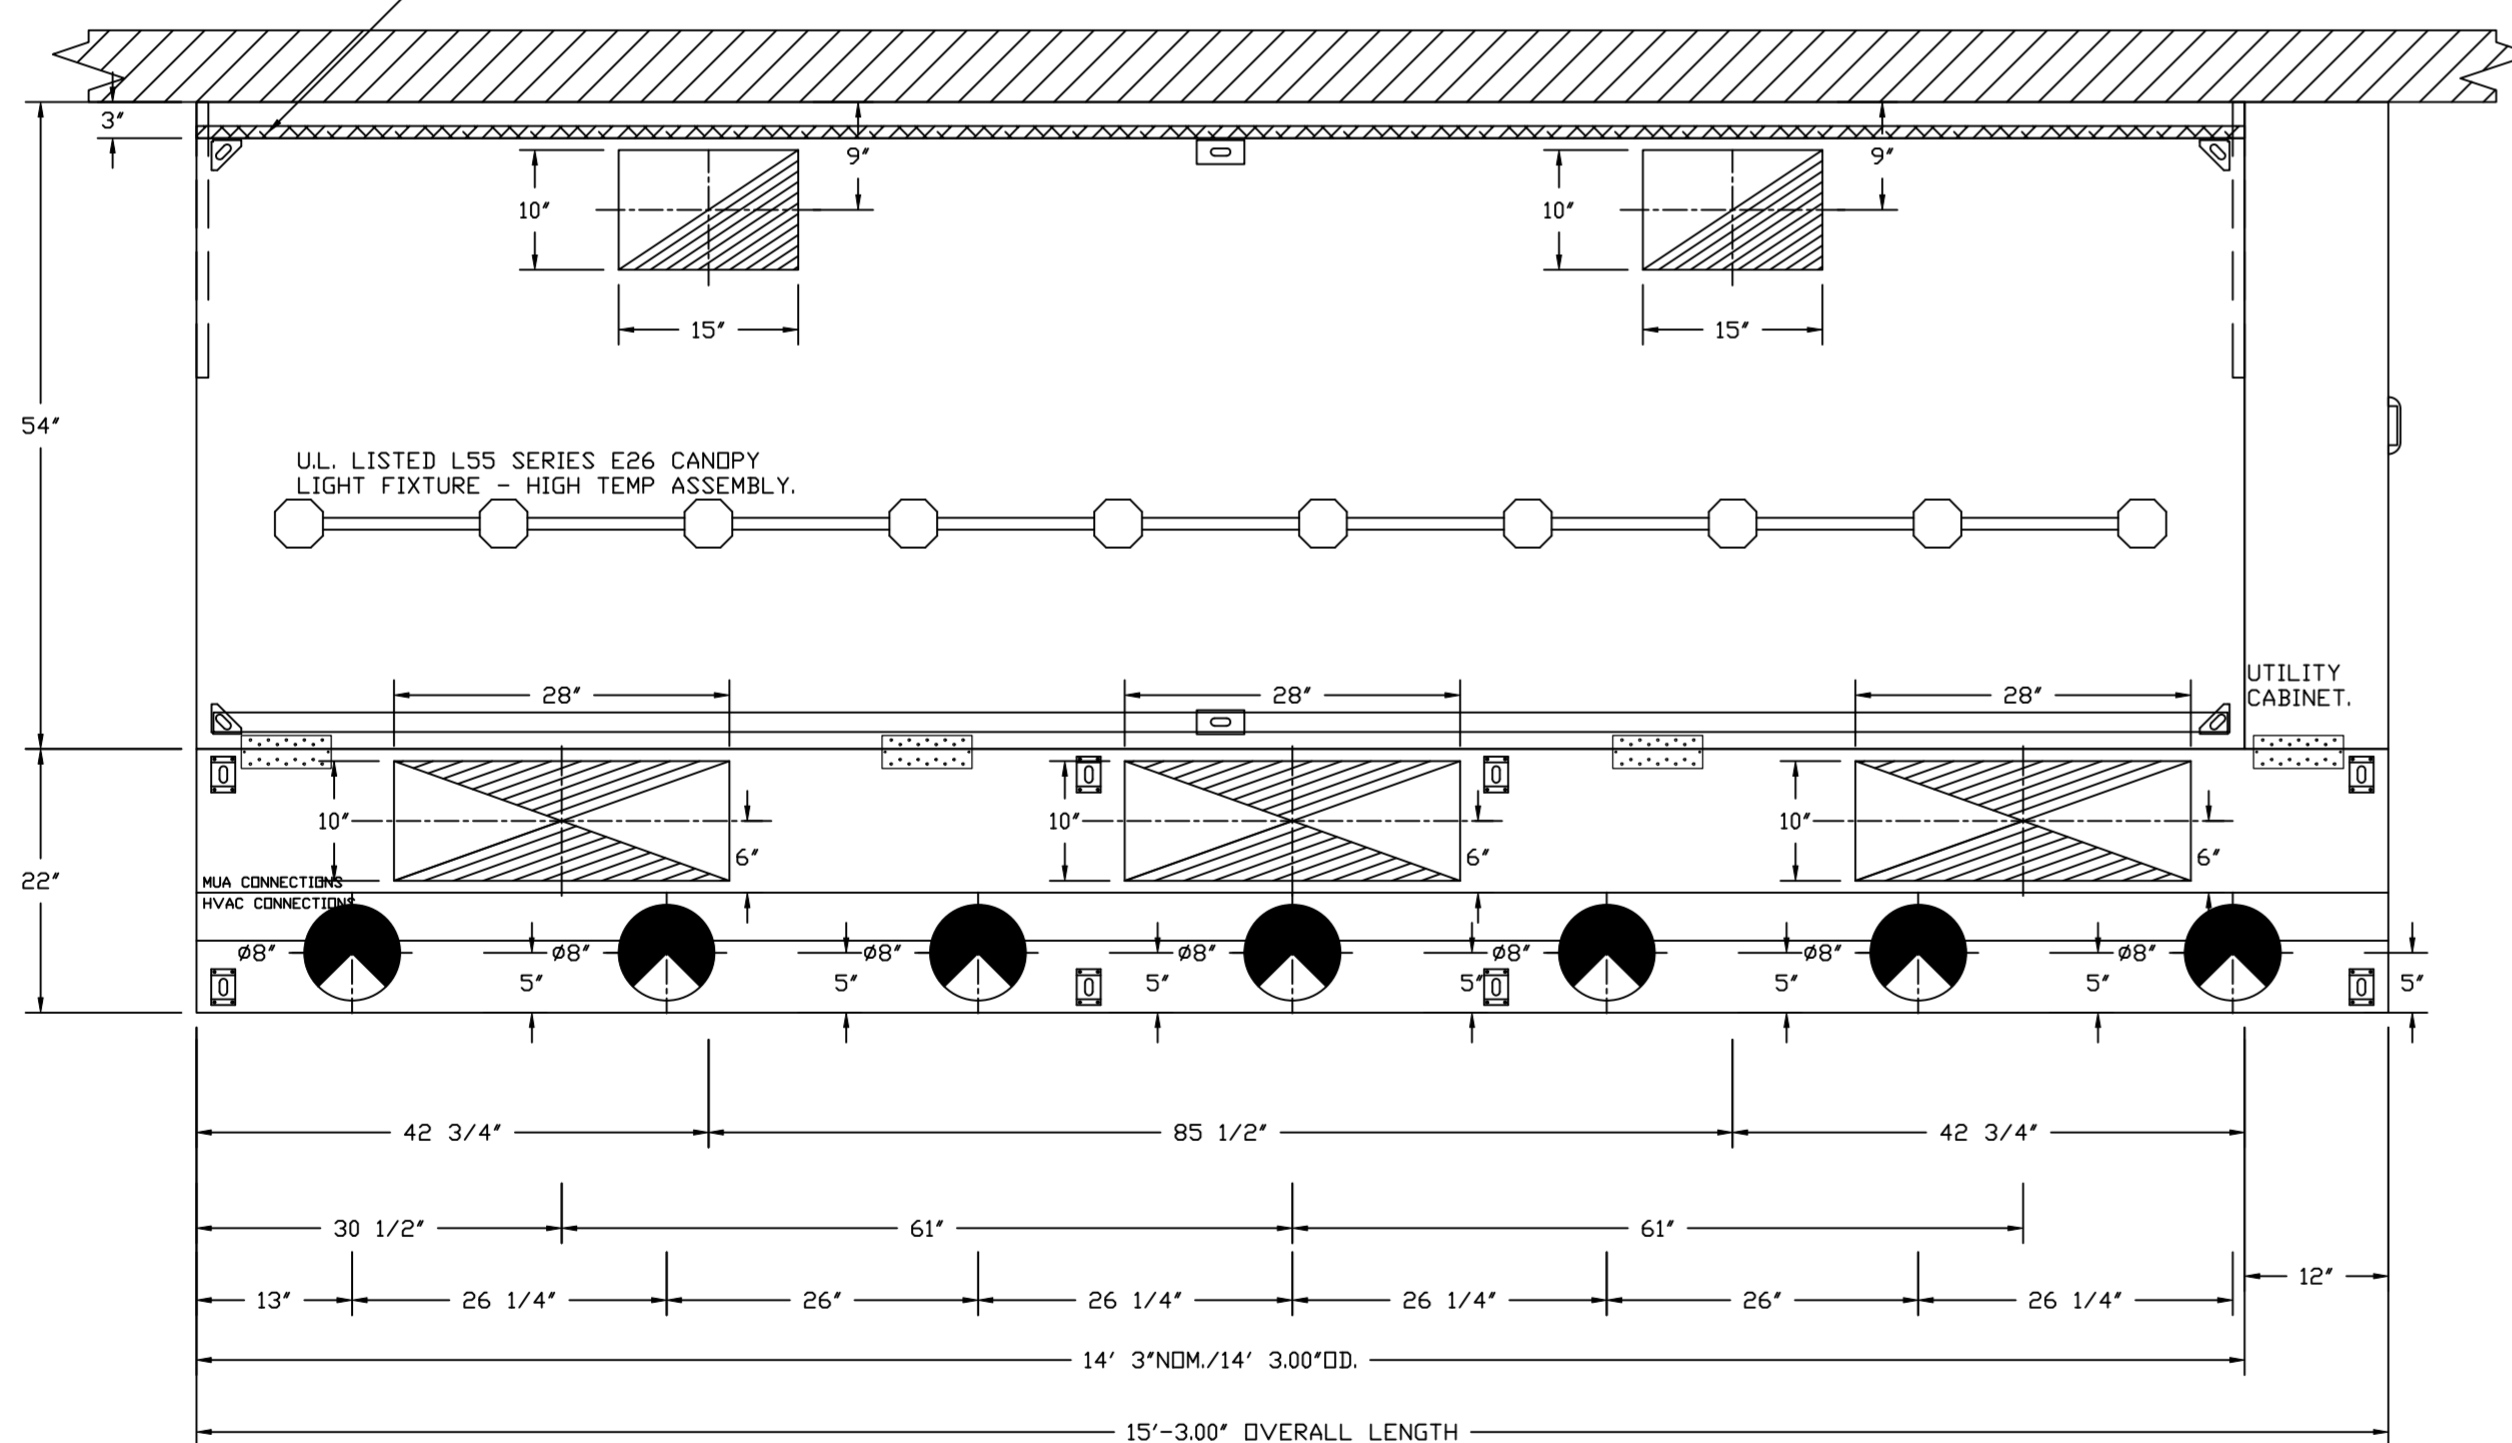 3"
9"
9"
10"
10"
15"
15"
54"
U.L. LISTED L55 SERIES E26 CANOPY
LIGHT FIXTURE - HIGH TEMP ASSEMBLY.
UTILITY
CABINET.
28"
28"
28"
10"
10"
10"
6"
6"
6"
22"
MUA CONNECTIONS
HVAC CONNECTIONS
ø8"
ø8"
ø8"
ø8"
ø8"
ø8"
ø8"
5"
5"
5"
5"
5"
5"
5"
42 3/4"
85 1/2"
42 3/4"
30 1/2"
61"
61"
12"
13"
26 1/4"
26"
26 1/4"
26 1/4"
26"
26 1/4"
14' 3"NOM./14' 3.00"OD.
15'-3.00" OVERALL LENGTH